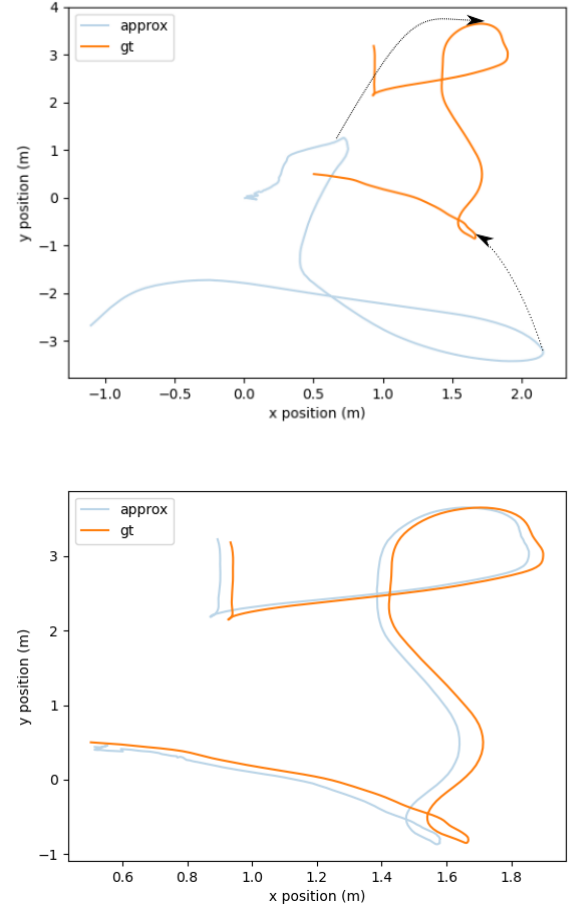 4
3
2
1
0
−1
−2
−3
y position (m)
approx
gt
−1.0 −0.5 0.0 0.5 1.0 1.5 2.0
x position (m)
approx
gt
3
2
1
0
−1
y position (m)
0.6 0.8 1.0 1.2 1.4 1.6 1.8
x position (m)